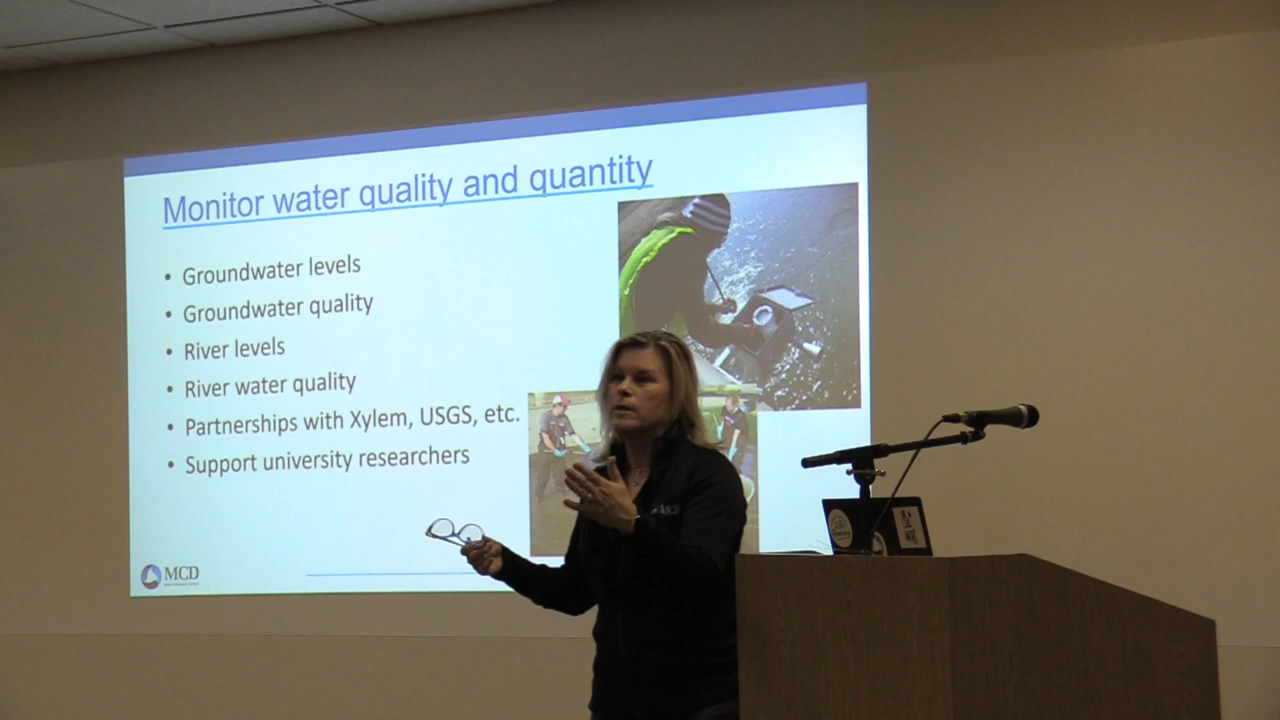 Monitor water quality and quantity
• Groundwater levels
• Groundwater quality
• River levels
• River water quality
• Partnerships with Xylem, USGS, etc.
• Support university researchers
MCD
MCD